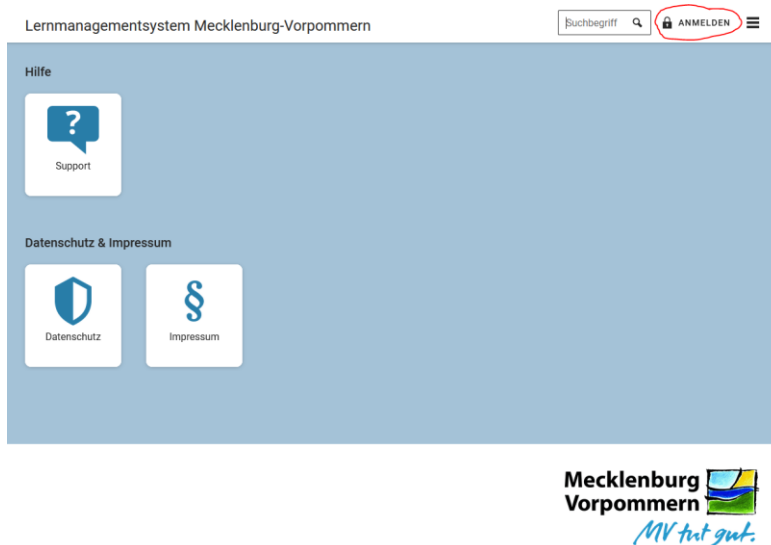 Lernmanagementsystem Mecklenburg-Vorpommern
Suchbegriff
ANMELDEN
Hilfe
?
Support
Datenschutz & Impressum
§
Datenschutz
Impressum
Mecklenburg
Vorpommern
MV tut gut.